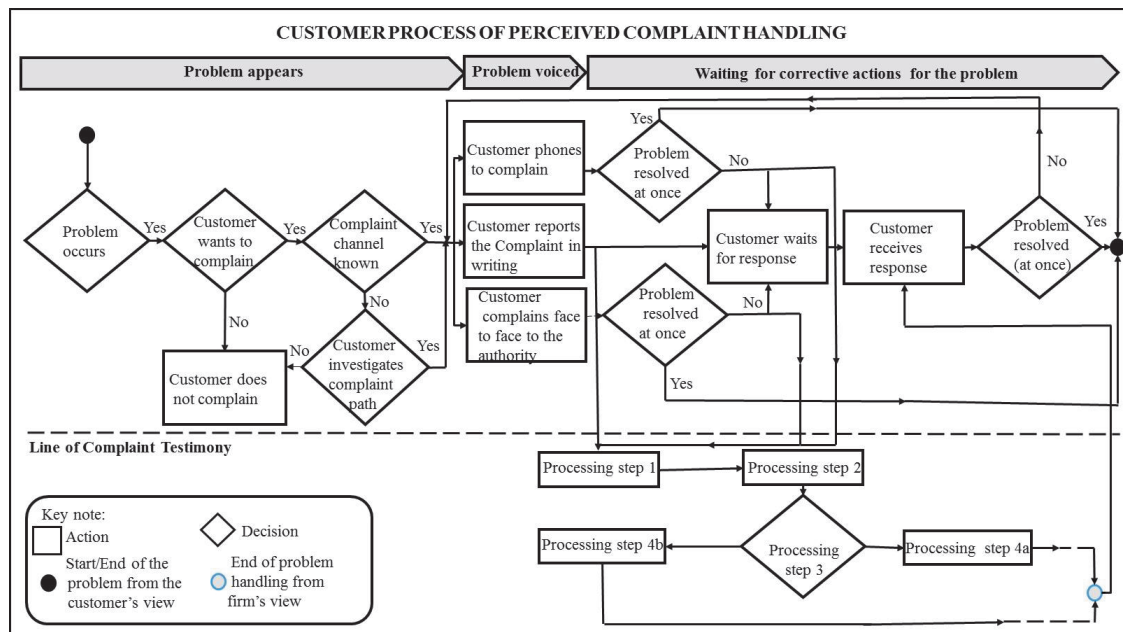 CUSTOMER PROCESS OF PERCEIVED COMPLAINT HANDLING
Problem appears
Problem voiced
Waiting for corrective actions for the problem
Problem
occurs
Yes
Customer
wants to
complain
Yes
Complaint
channel
known
Yes
No
Customer does
not complain
No
No
Customer
investigates
complaint
path
Yes
Customer phones
to complain
Customer reports
the Complaint in
writing
Customer
complains face
to face to the
authority
Yes
Problem
resolved
at once
No
Customer waits
for response
Problem
resolved
at once
No
Yes
Customer
receives
response
Problem
resolved
(at once)
No
Yes
Line of Complaint Testimony
Processing step 1
Processing step 2
Processing
step 3
Processing step 4b
Processing step 4a
Key note:
Action
Decision
Start/End of the
problem from the
customer's view
End of problem
handling from
firm's view